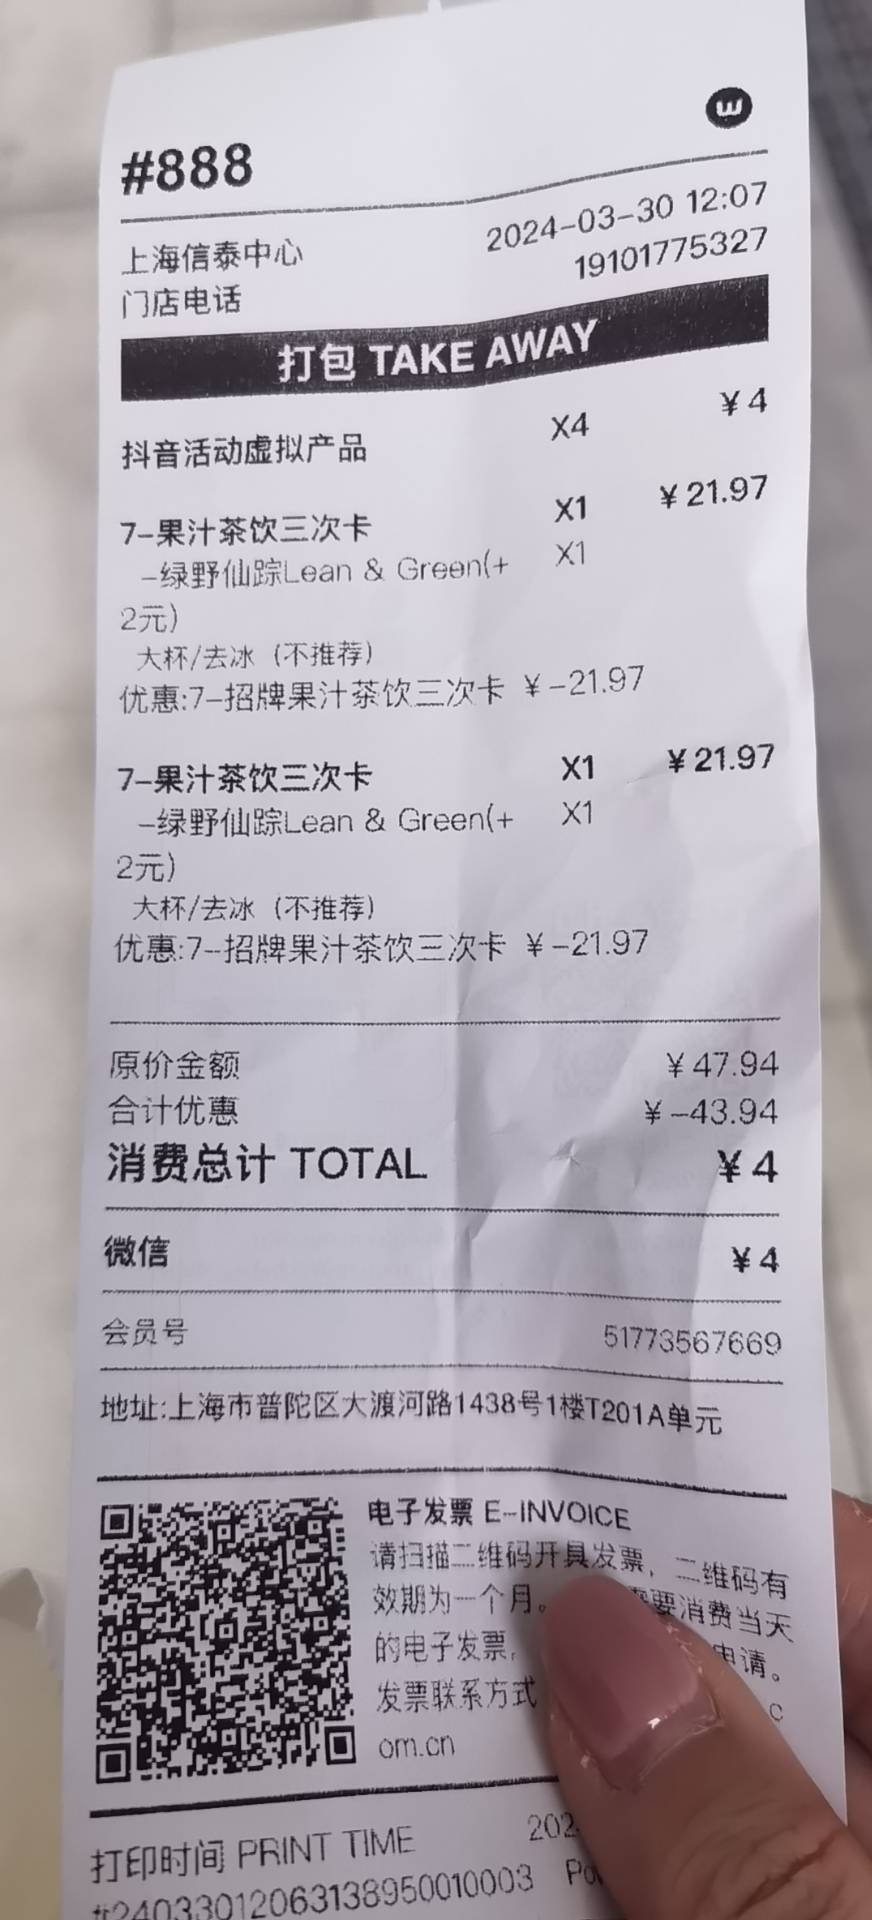 w
#888
2024-03-30 12:07
上海信泰中心
19101775327
门店电话
打包 TAKE AWAY
抖音活动虚拟产品 X4 ¥4
7-果汁茶饮三次卡 X1 ¥21.97
-绿野仙踪Lean & Green(+ X1
2元)
大杯/去冰（不推荐）
优惠:7-招牌果汁茶饮三次卡 ¥-21.97
7-果汁茶饮三次卡 X1 ¥21.97
-绿野仙踪Lean & Green(+ X1
2元)
大杯/去冰（不推荐）
优惠:7-招牌果汁茶饮三次卡 ¥-21.97
原价金额 ¥47.94
合计优惠 ¥-43.94
消费总计 TOTAL ¥4
微信 ¥4
会员号 51773567669
地址:上海市普陀区大渡河路1438号1楼T201A单元
电子发票 E-INVOICE
请扫描二维码开具发票，二维码有
效期为一个月。 需要消费当天
的电子发票， 申请。
发票联系方式 c
om.cn
打印时间 PRINT TIME 202
#24033012063138950010003